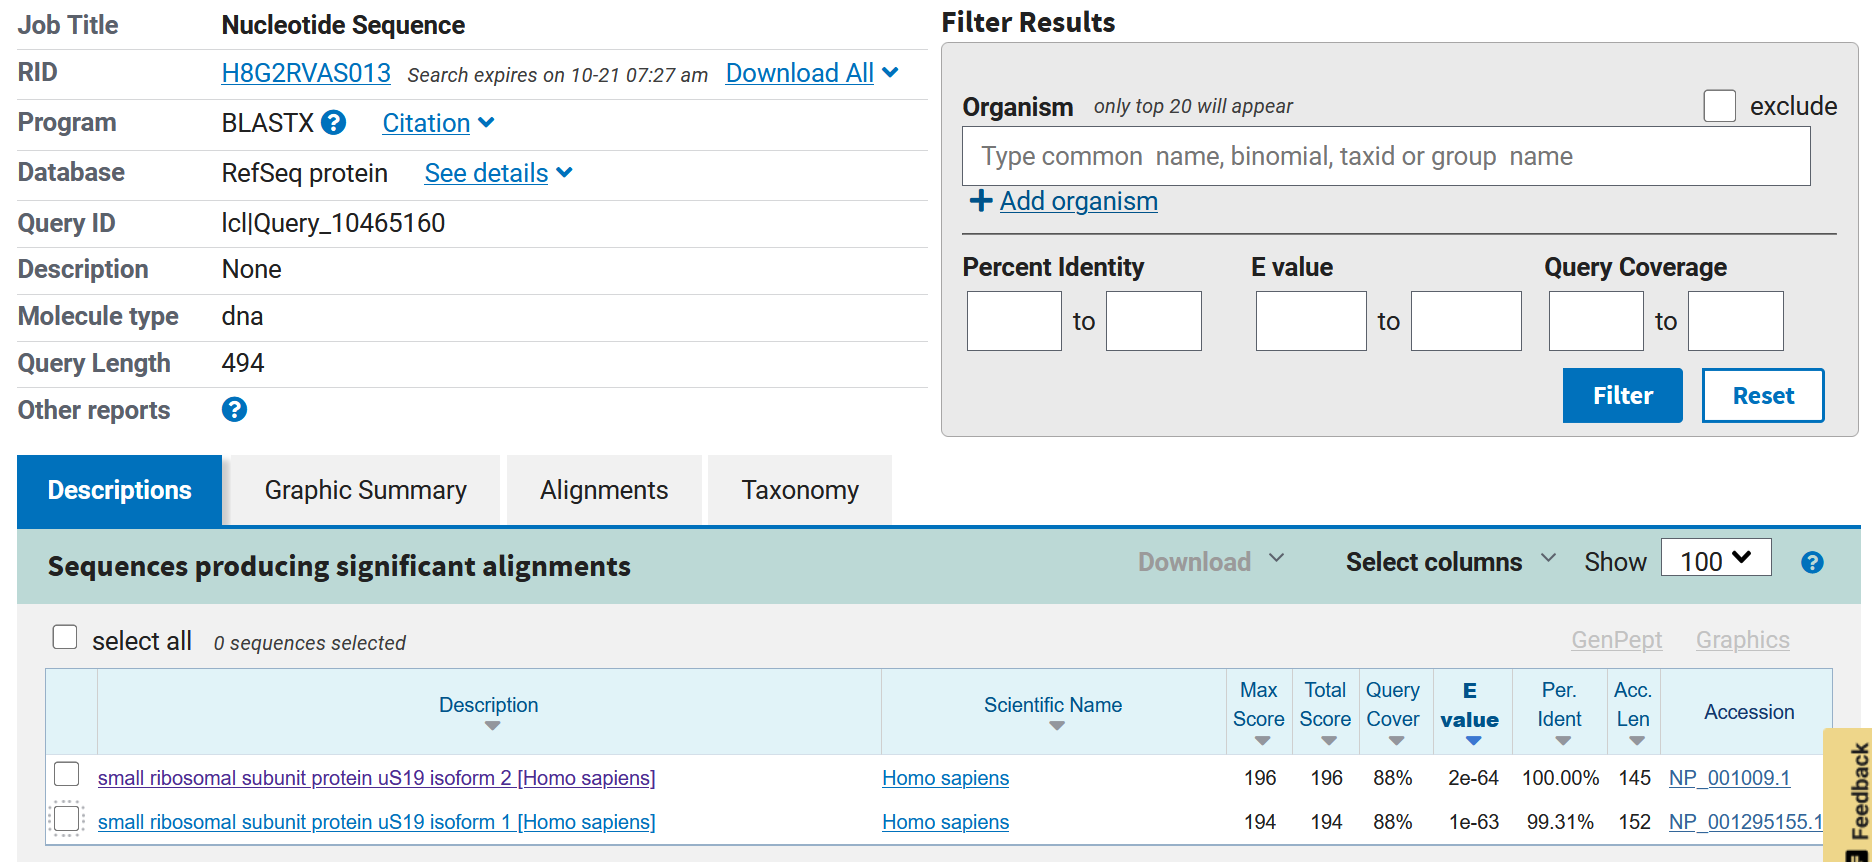 Job Title Nucleotide Sequence
RID H8G2RVAS013 Search expires on 10-21 07:27 am Download All
Program BLASTX ? Citation
Database RefSeq protein See details
Query ID lcl|Query_10465160
Description None
Molecule type dna
Query Length 494
Other reports ?
Filter Results
Organism only top 20 will appear exclude
Type common name, binomial, taxid or group name
+ Add organism
Percent Identity E value Query Coverage
to to to
Filter Reset
Descriptions Graphic Summary Alignments Taxonomy
Sequences producing significant alignments Download Select columns Show 100 ?
select all 0 sequences selected GenPept Graphics
Description Scientific Name Max Score Total Score Query Cover E value Per. Ident Acc. Len Accession
small ribosomal subunit protein uS19 isoform 2 [Homo sapiens] Homo sapiens 196 196 88% 2e-64 100.00% 145 NP_001009.1
small ribosomal subunit protein uS19 isoform 1 [Homo sapiens] Homo sapiens 194 194 88% 1e-63 99.31% 152 NP_001295155.1
Feedback